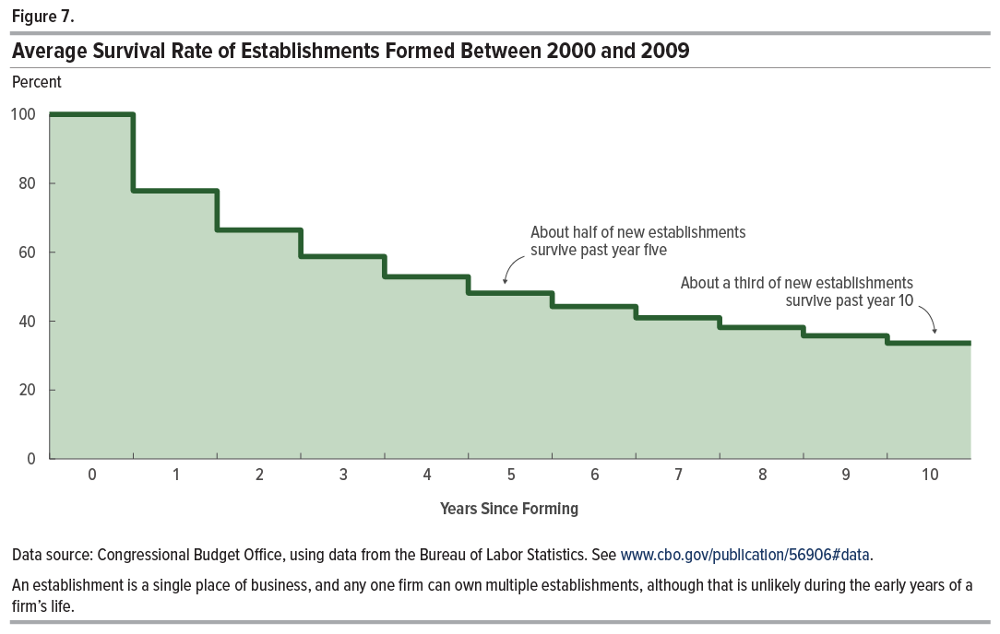 Figure 7.
Average Survival Rate of Establishments Formed Between 2000 and 2009
Percent
100
80
60
40
20
0
About half of new establishments
survive past year five
About a third of new establishments
survive past year 10
0 1 2 3 4 5 6 7 8 9 10
Years Since Forming
Data source: Congressional Budget Office, using data from the Bureau of Labor Statistics. See www.cbo.gov/publication/56906#data.
An establishment is a single place of business, and any one firm can own multiple establishments, although that is unlikely during the early years of a
firm’s life.